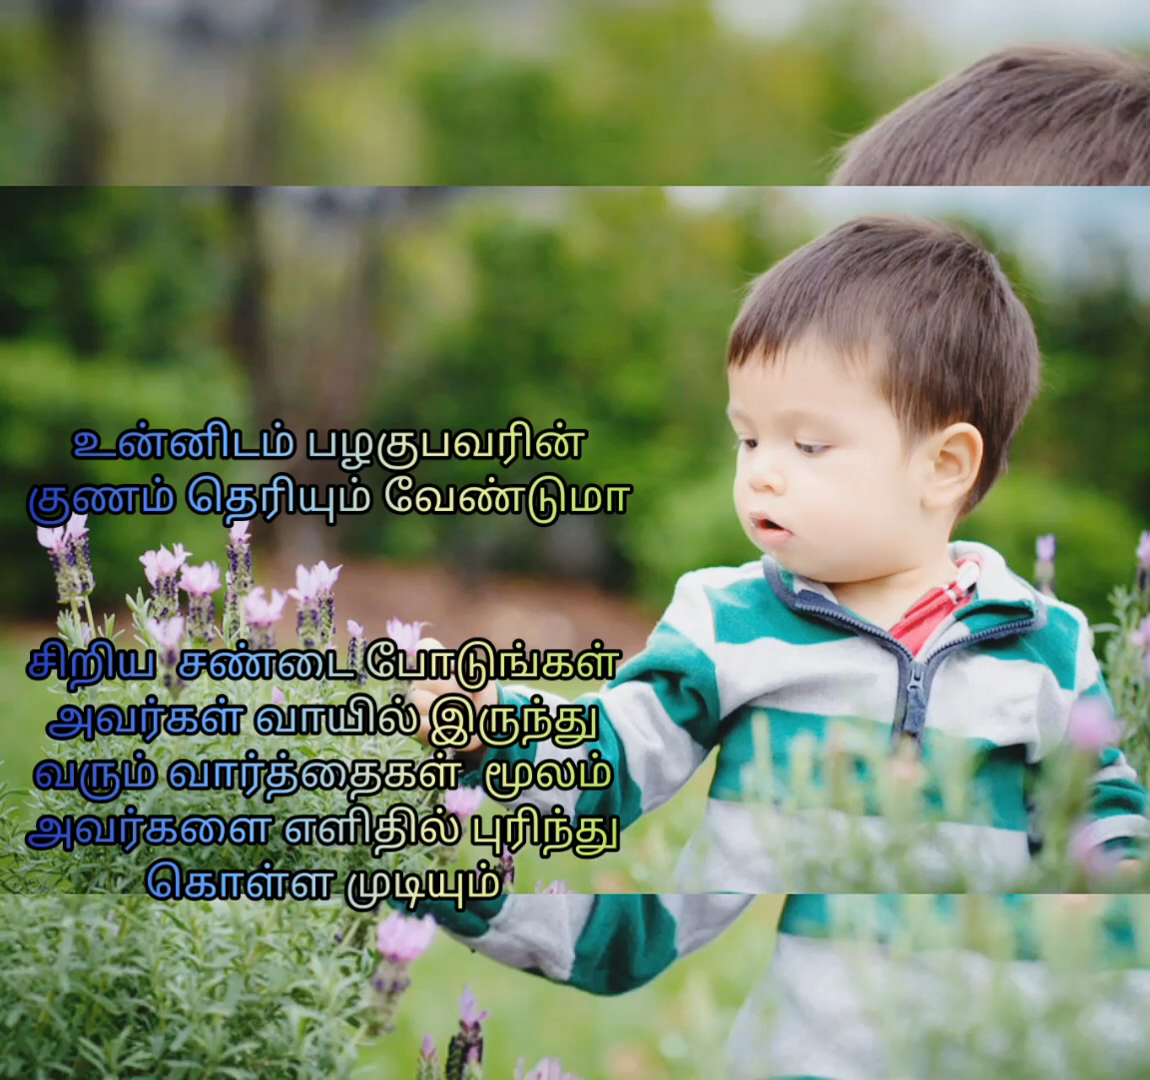 உன்னிடம் பழகுபவரின்
குணம் தெரியும் வேண்டுமா
சிறிய சண்டை போடுங்கள்
அவர்கள் வாயில் இருந்து
வரும் வார்த்தைகள் மூலம்
அவர்களை எளிதில் புரிந்து
கொள்ள முடியும்